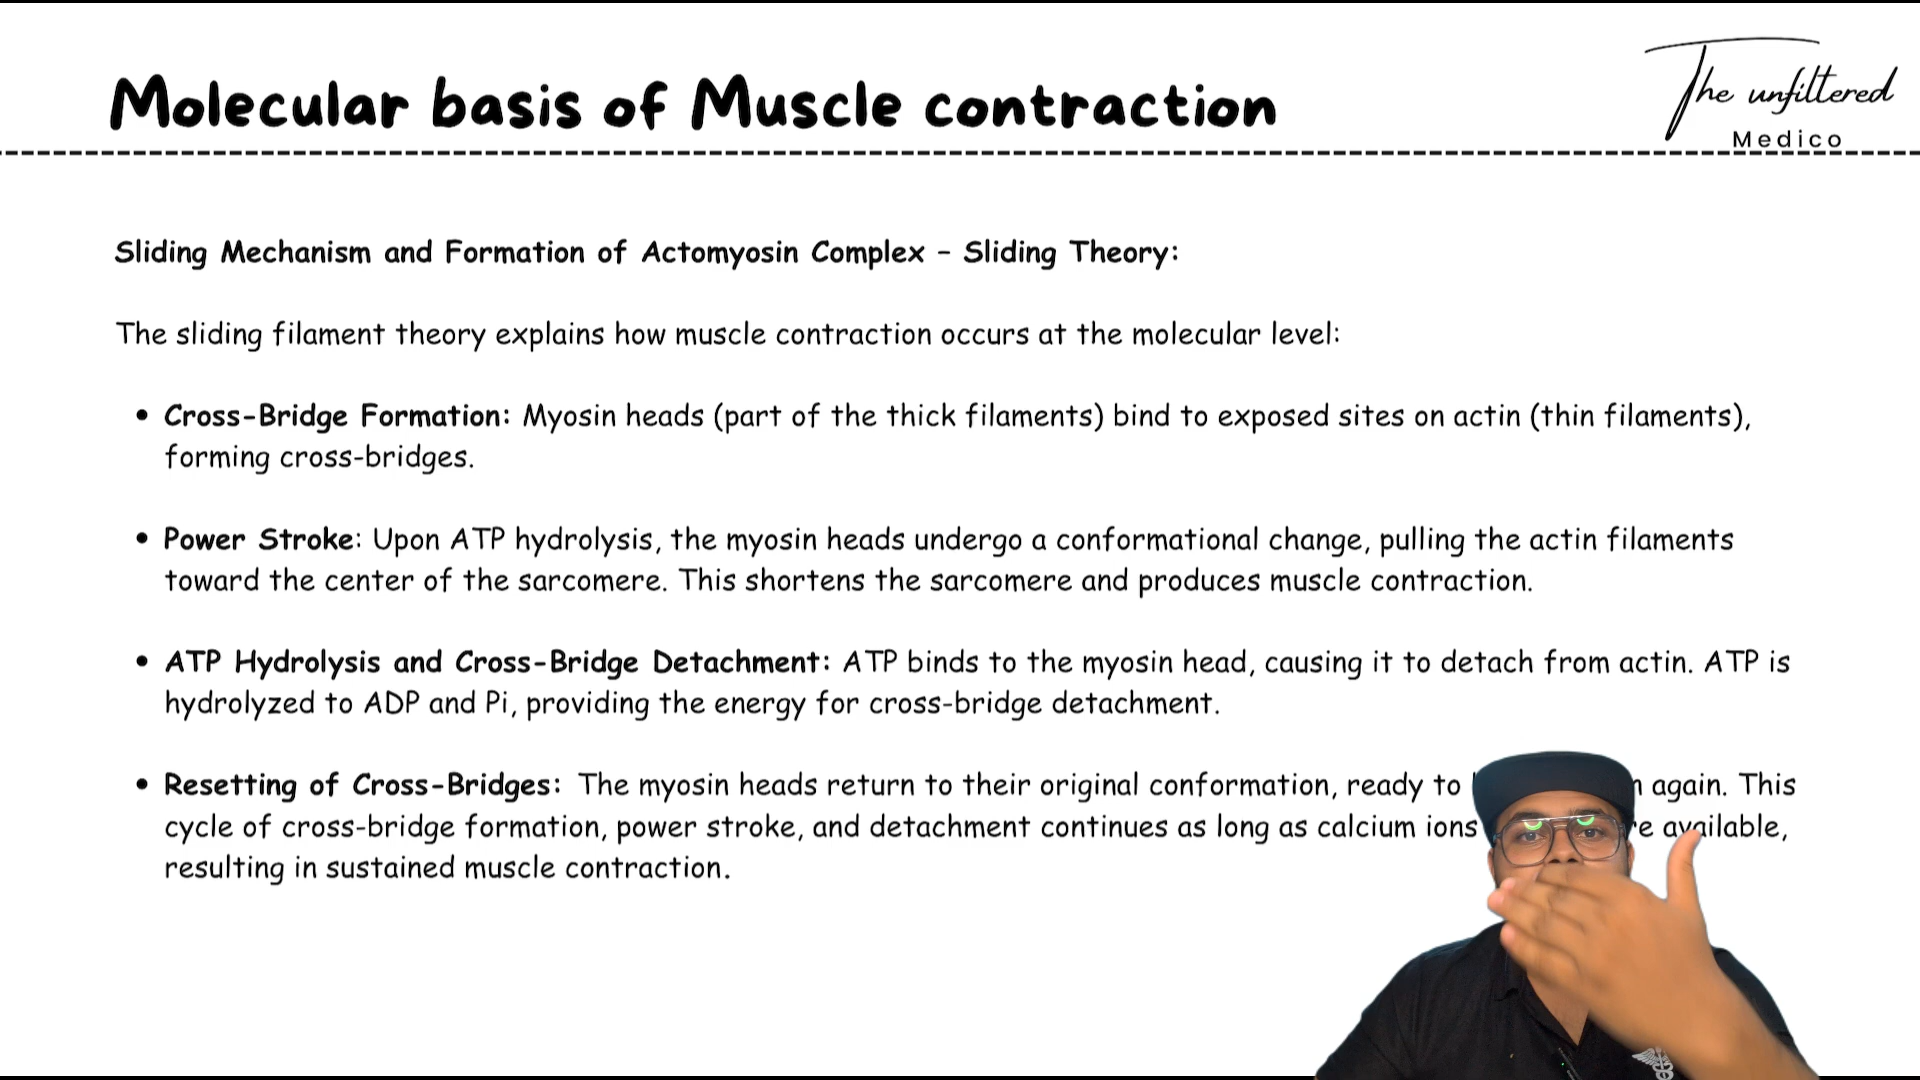 Molecular basis of Muscle contraction
The unfiltered
Medico
Sliding Mechanism and Formation of Actomyosin Complex - Sliding Theory:
The sliding filament theory explains how muscle contraction occurs at the molecular level:
• Cross-Bridge Formation: Myosin heads (part of the thick filaments) bind to exposed sites on actin (thin filaments),
forming cross-bridges.
• Power Stroke: Upon ATP hydrolysis, the myosin heads undergo a conformational change, pulling the actin filaments
toward the center of the sarcomere. This shortens the sarcomere and produces muscle contraction.
• ATP Hydrolysis and Cross-Bridge Detachment: ATP binds to the myosin head, causing it to detach from actin. ATP is
hydrolyzed to ADP and Pi, providing the energy for cross-bridge detachment.
• Resetting of Cross-Bridges: The myosin heads return to their original conformation, ready to again. This
cycle of cross-bridge formation, power stroke, and detachment continues as long as calcium ions available,
resulting in sustained muscle contraction.